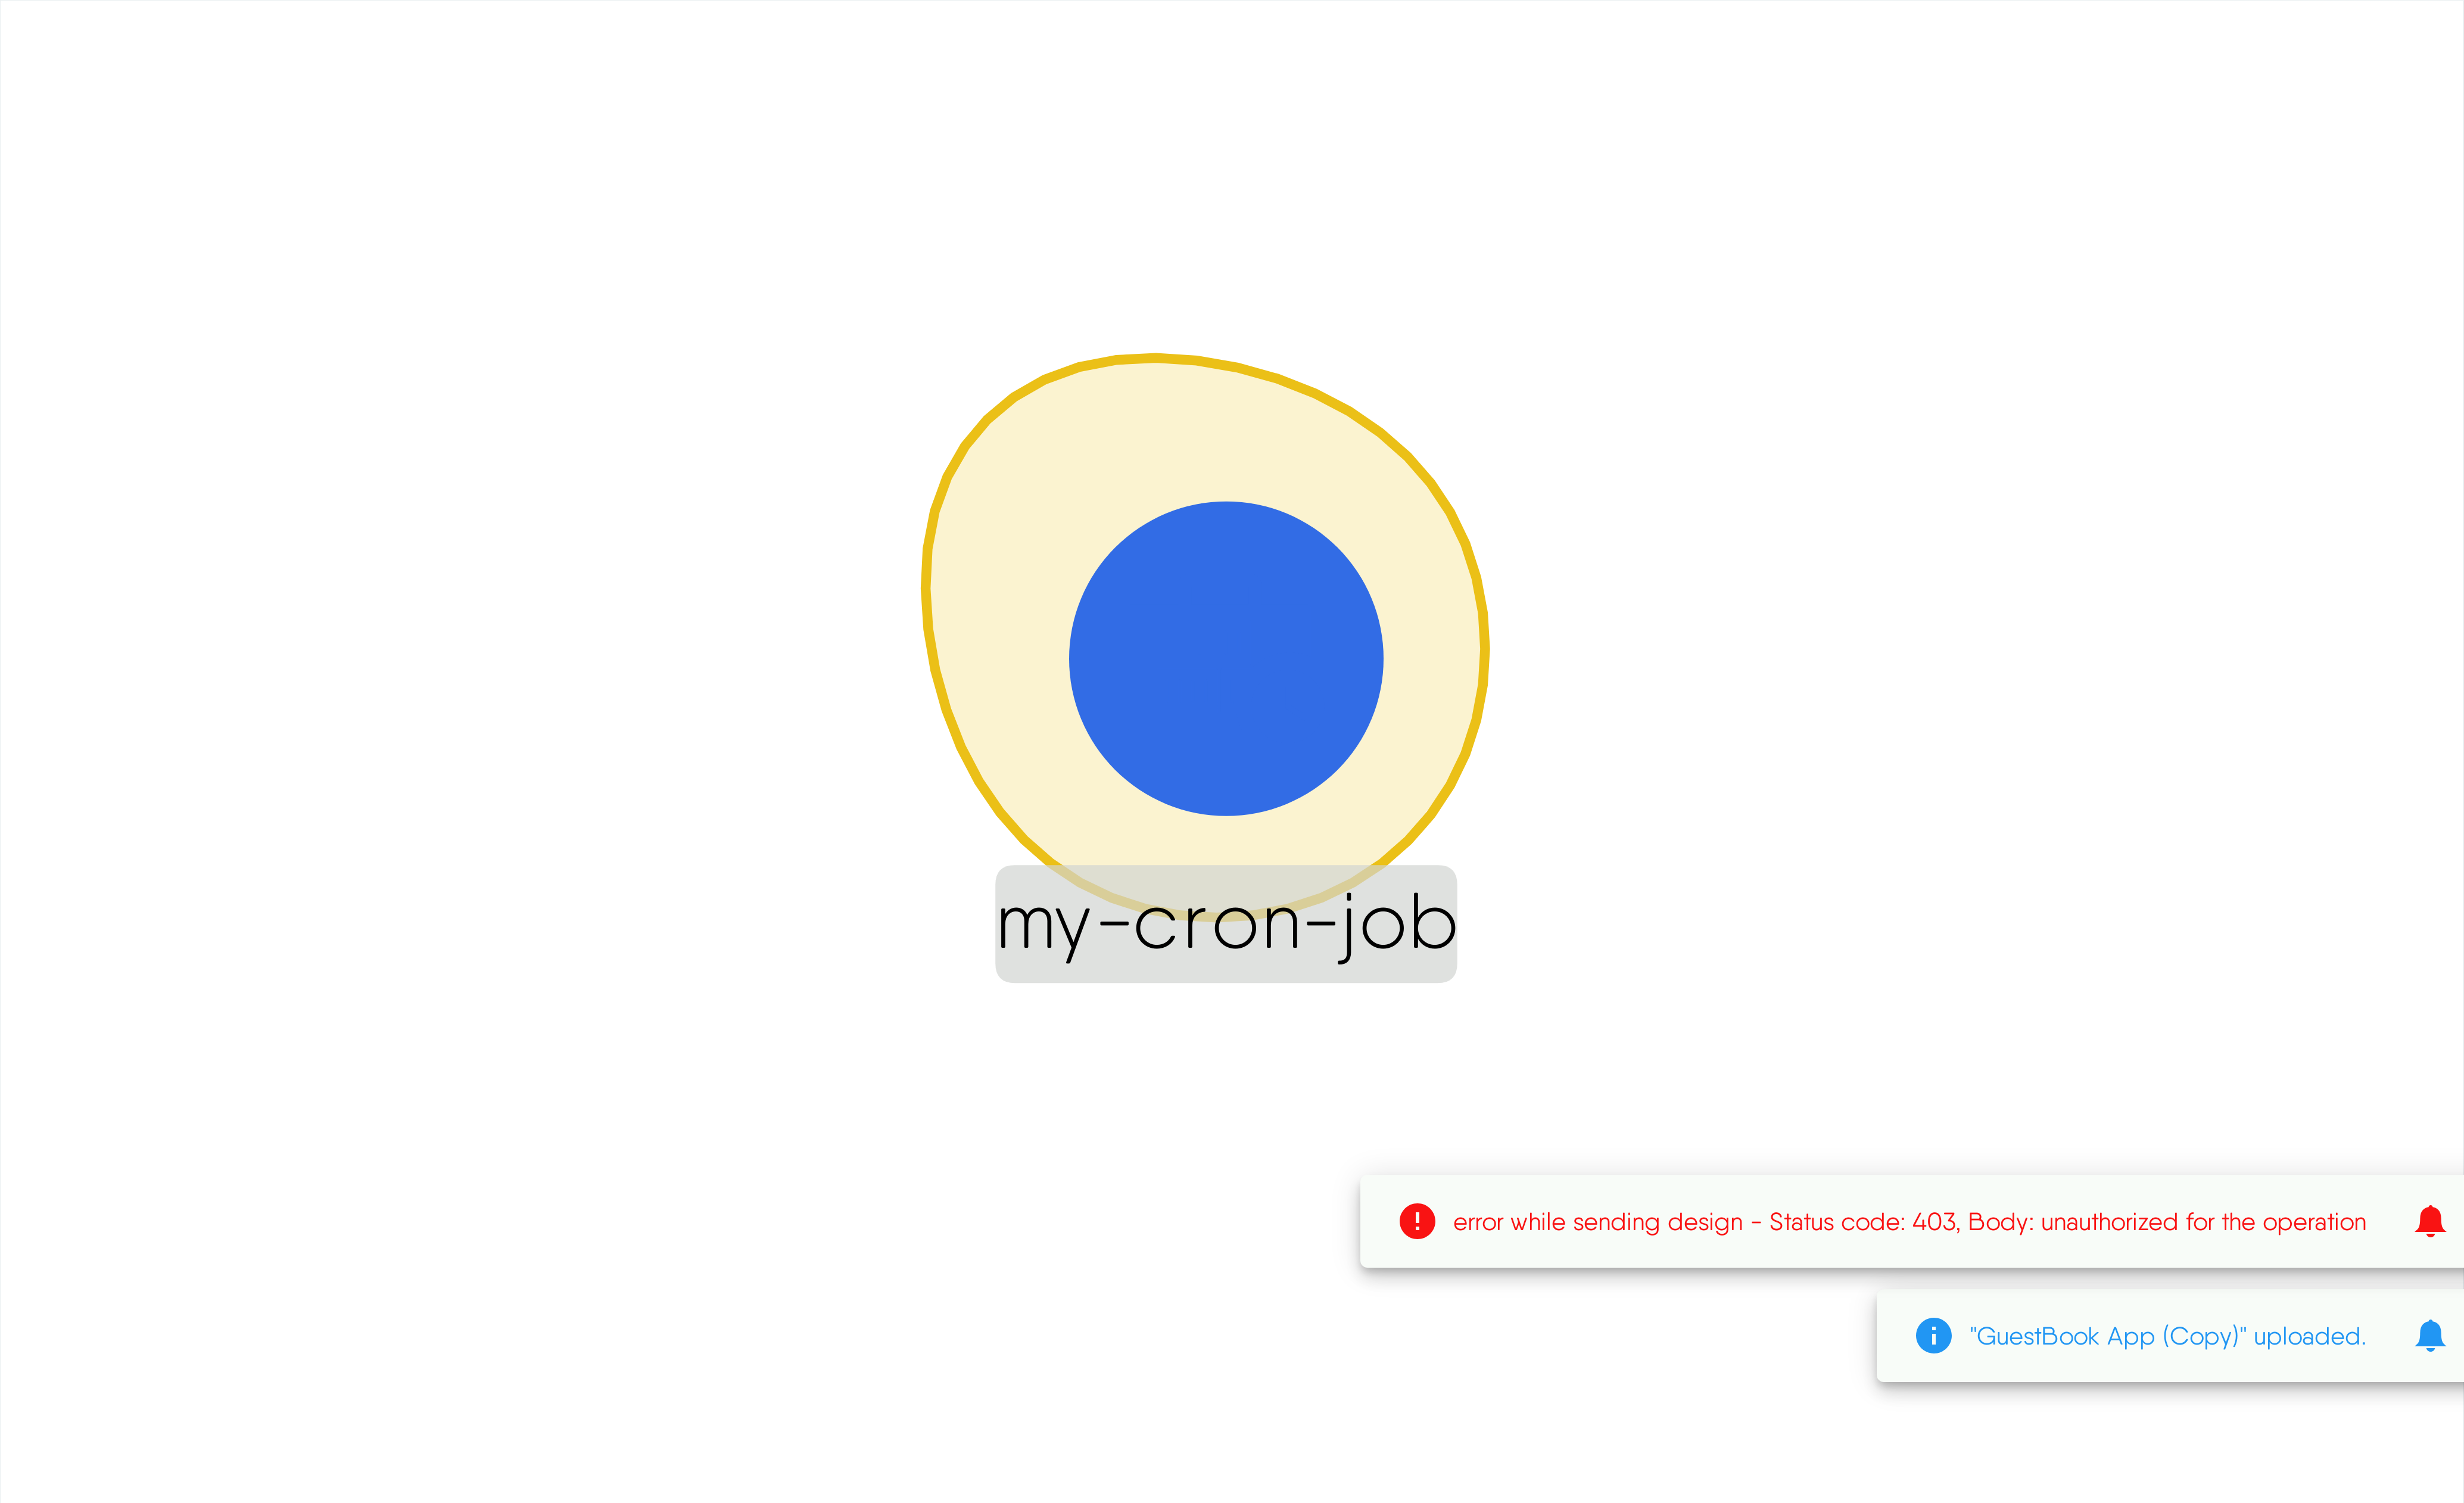 my-cron-job
error while sending design - Status code: 403, Body: unauthorized for the operation
"GuestBook App (Copy)" uploaded.